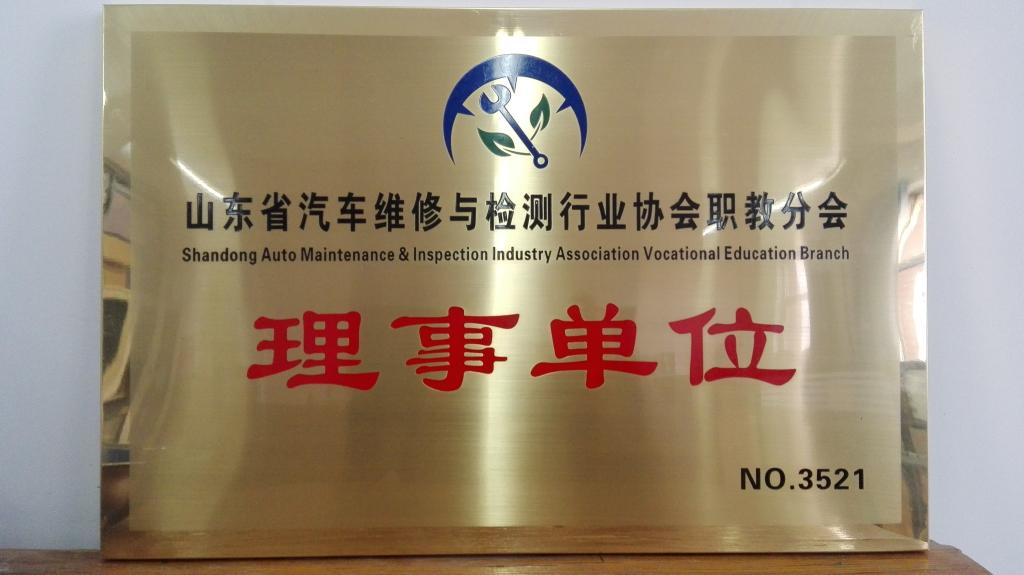 山东省汽车维修与检测行业协会职教分会
Shandong Auto Maintenance & Inspection Industry Association Vocational Education Branch
理事单位
NO.3521